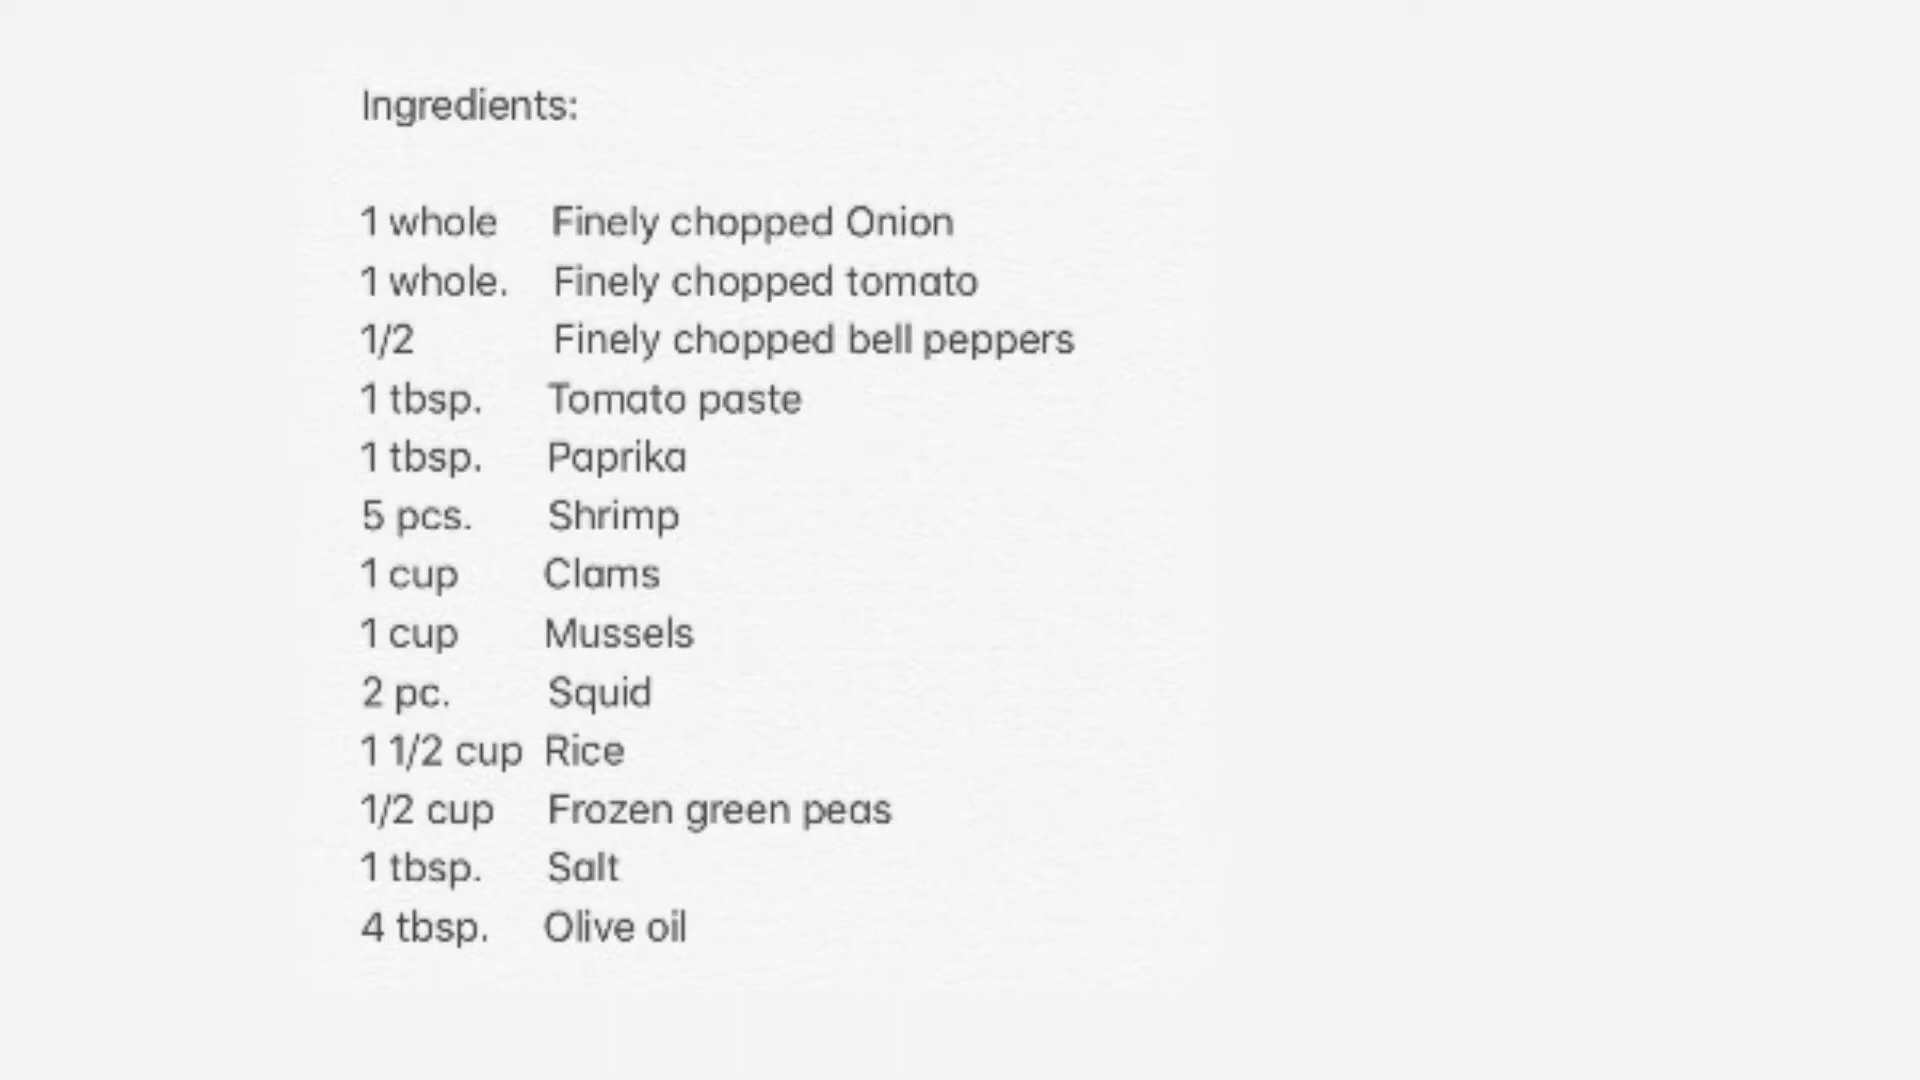 Ingredients:
1 whole Finely chopped Onion
1 whole. Finely chopped tomato
1/2 Finely chopped bell peppers
1 tbsp. Tomato paste
1 tbsp. Paprika
5 pcs. Shrimp
1 cup Clams
1 cup Mussels
2 pc. Squid
1 1/2 cup Rice
1/2 cup Frozen green peas
1 tbsp. Salt
4 tbsp. Olive oil